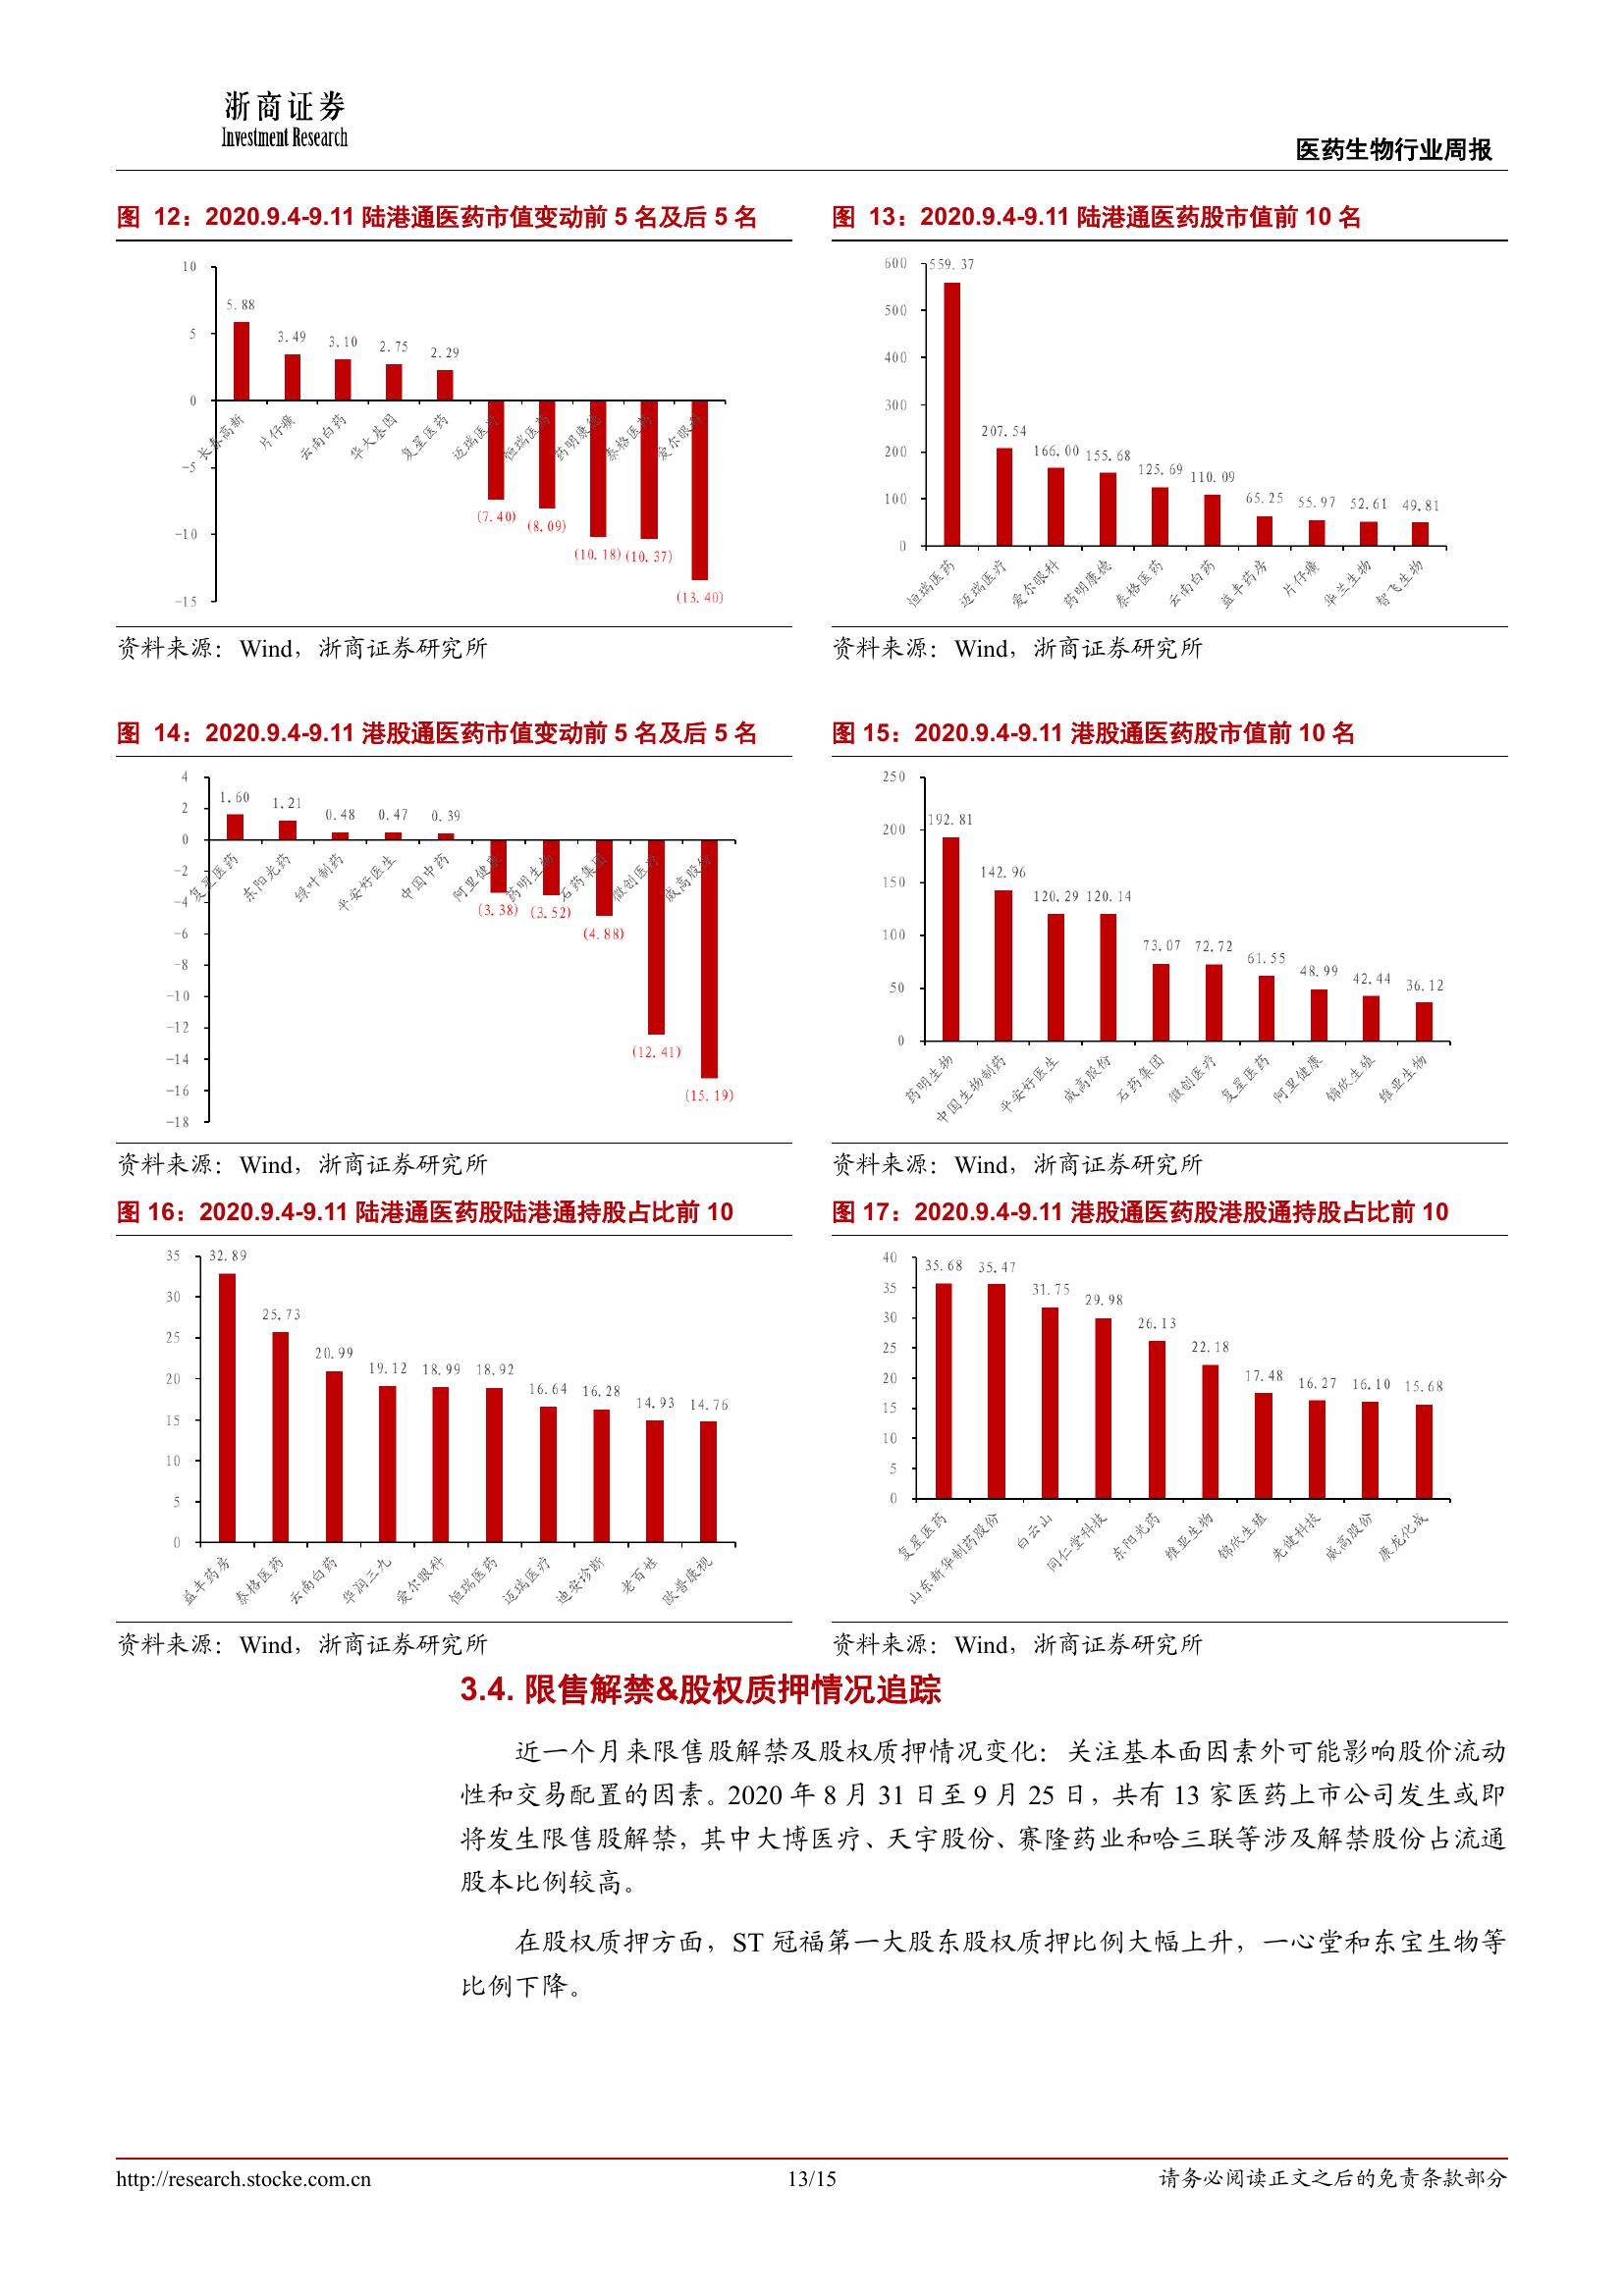 浙商证券
Investment Research
医药生物行业周报
图 12：2020.9.4-9.11 陆港通医药市值变动前 5 名及后 5 名
10
5
0
−5
−10
−15
5.88
3.49
3.10
2.75
2.29
(7.40)
(8.09)
(10.18)
(10.37)
(13.40)
长春高新
片仔癀
云南白药
华大基因
复星医药
迈瑞医疗
恒瑞医药
药明康德
泰格医药
爱尔眼科
资料来源：Wind，浙商证券研究所
图 13：2020.9.4-9.11 陆港通医药股市值前 10 名
600
500
400
300
200
100
0
559.37
207.54
166.00
155.68
125.69
110.09
65.25
55.97
52.61
49.81
恒瑞医药
迈瑞医疗
爱尔眼科
药明康德
泰格医药
云南白药
益丰药房
片仔癀
华兰生物
智飞生物
资料来源：Wind，浙商证券研究所
图 14：2020.9.4-9.11 港股通医药市值变动前 5 名及后 5 名
4
2
0
−2
−4
−6
−8
−10
−12
−14
−16
−18
1.60
1.21
0.48
0.47
0.39
(3.38)
(3.52)
(4.88)
(12.41)
(15.19)
复星医药
东阳光药
绿叶制药
平安好医生
中国中药
阿里健康
药明生物
石药集团
微创医疗
威高股份
资料来源：Wind，浙商证券研究所
图 15：2020.9.4-9.11 港股通医药股市值前 10 名
250
200
150
100
50
0
192.81
142.96
120.29
120.14
73.07
72.72
61.55
48.99
42.44
36.12
药明生物
中国生物制药
平安好医生
威高股份
石药集团
微创医疗
复星医药
阿里健康
锦欣生殖
维亚生物
资料来源：Wind，浙商证券研究所
图 16：2020.9.4-9.11 陆港通医药股陆港通持股占比前 10
35
30
25
20
15
10
5
0
32.89
25.73
20.99
19.12
18.99
18.92
16.64
16.28
14.93
14.76
益丰药房
泰格医药
云南白药
华润三九
爱尔眼科
恒瑞医药
迈瑞医疗
迪安诊断
老百姓
欧普康视
资料来源：Wind，浙商证券研究所
图 17：2020.9.4-9.11 港股通医药股港股通持股占比前 10
40
35
30
25
20
15
10
5
0
35.68
35.47
31.75
29.98
26.13
22.18
17.48
16.27
16.10
15.68
复星医药
山东新华制药股份
白云山
同仁堂科技
东阳光药
维亚生物
锦欣生殖
先健科技
威高股份
康龙化成
资料来源：Wind，浙商证券研究所
3.4. 限售解禁&股权质押情况追踪
近一个月来限售股解禁及股权质押情况变化：关注基本面因素外可能影响股价流动
性和交易配置的因素。2020 年 8 月 31 日至 9 月 25 日，共有 13 家医药上市公司发生或即
将发生限售股解禁，其中大博医疗、天宇股份、赛隆药业和哈三联等涉及解禁股份占流通
股本比例较高。
在股权质押方面，ST 冠福第一大股东股权质押比例大幅上升，一心堂和东宝生物等
比例下降。
http://research.stocke.com.cn
13/15
请务必阅读正文之后的免责条款部分